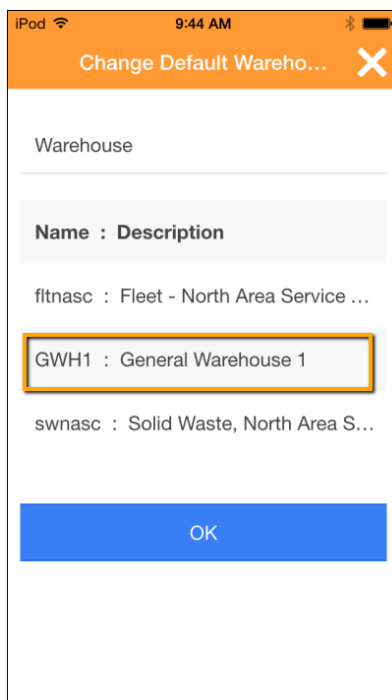 iPod 9:44 AM
Change Default Wareho...
Warehouse
Name : Description
fltnasc : Fleet - North Area Service ...
GWH1 : General Warehouse 1
swnasc : Solid Waste, North Area S...
OK